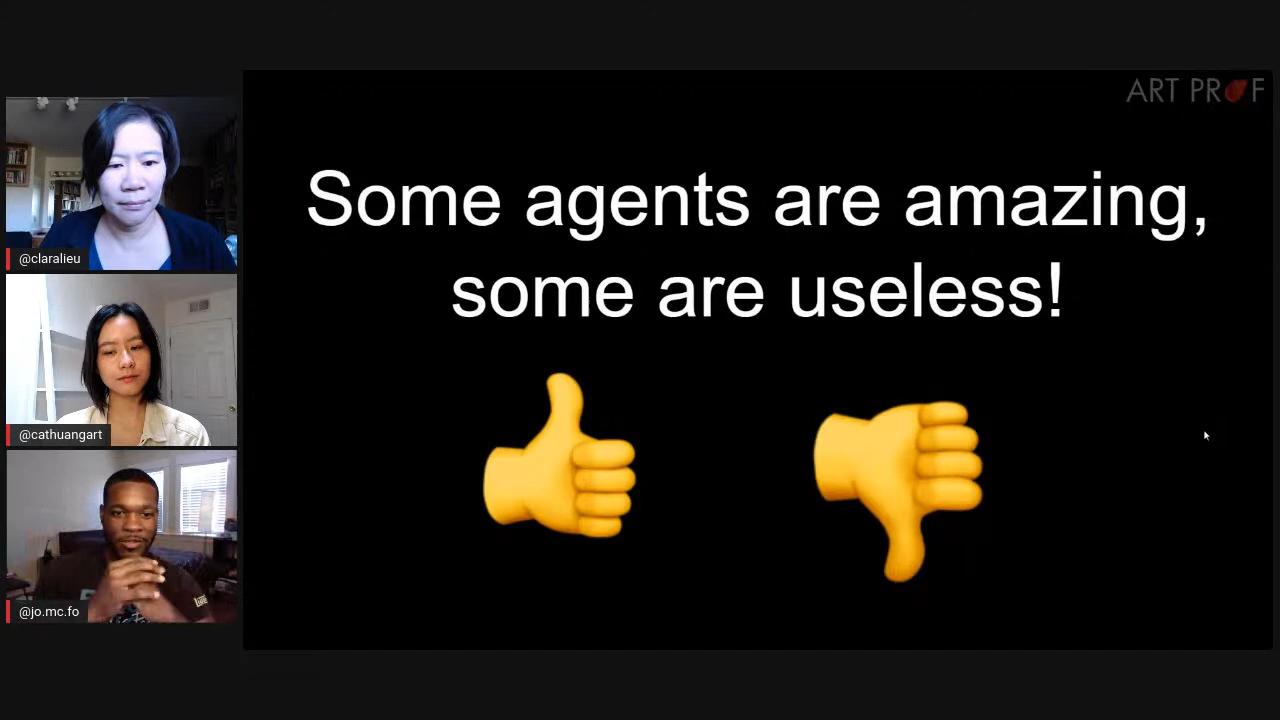 ART PROF
Some agents are amazing,
some are useless!
@claralieu
@cathuangart
@jo.mc.fo